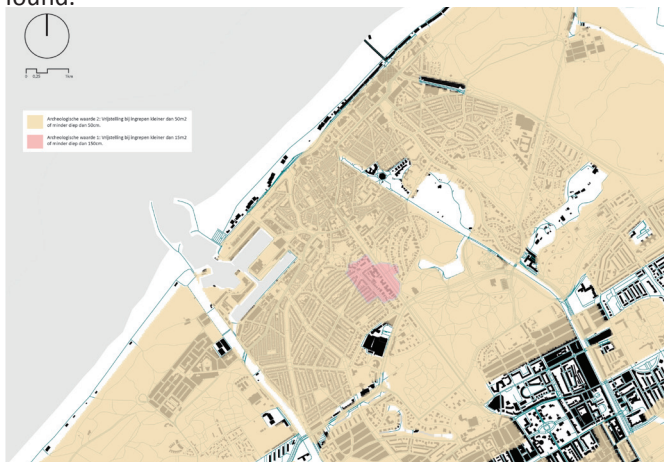 found.
0 0,25 1km
Archeologische waarde 2: Vrijstelling bij ingrepen kleiner dan 50m2
of minder diep dan 50cm.
Archeologische waarde 1: Vrijstelling bij ingrepen kleiner dan 15m2
of minder diep dan 150cm.